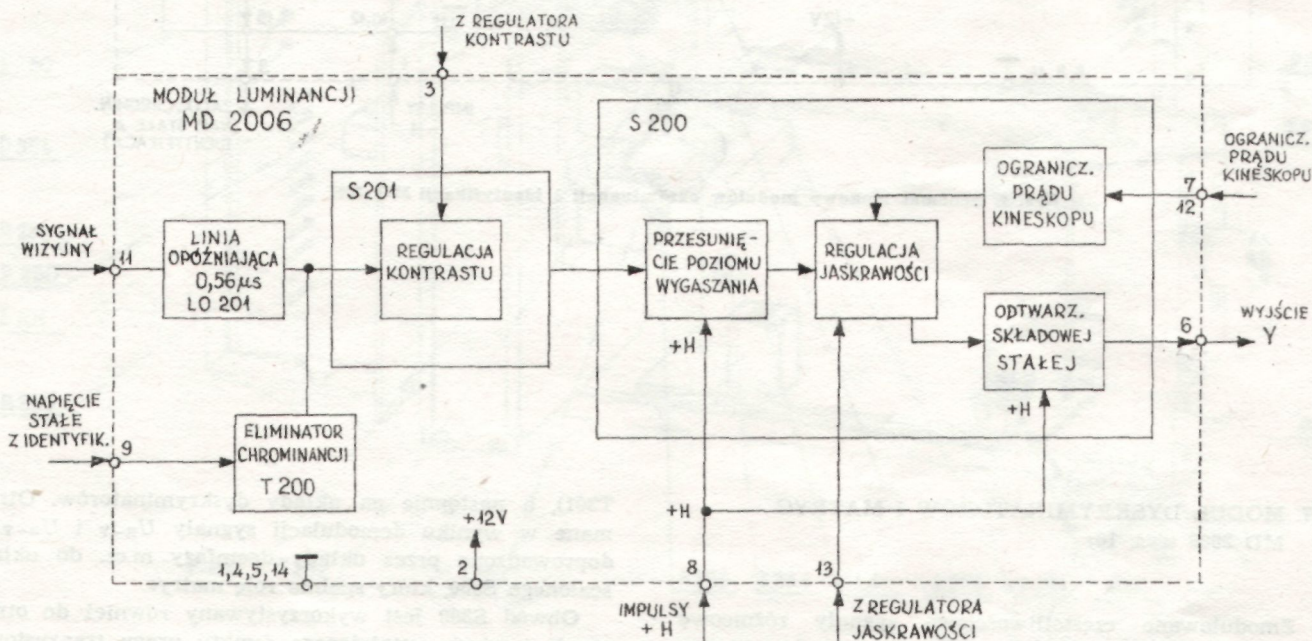 Z REGULATORA
KONTRASTU
3
MODUŁ LUMINANCJI
MD 2006
S 201
REGULACJA
KONTRASTU
SYGNAŁ
WIZYJNY
11
LINIA
OPÓŹNIAJĄCA
0,56µs
LO 201
S 200
PRZESUNIĘ-
CIE POZIOMU
WYGASZANIA
REGULACJA
JASKRAWOŚCI
OGRANICZ.
PRĄDU
KINESKOPU
7
12
OGRANICZ.
PRĄDU
KINESKOPU
ODTWARZ.
SKŁADOWEJ
STAŁEJ
6
WYJŚCIE
Y
+H
+H
NAPIĘCIE
STAŁE
Z IDENTYFIK.
9
ELIMINATOR
CHROMINANCJI
T 200
+12V
+H
1,4,5,14
2
8
13
IMPULSY
+ H
Z REGULATORA
JASKRAWOŚCI